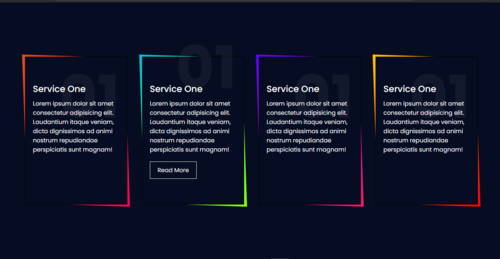 01
Service One
Lorem ipsum dolor sit amet
consectetur adipisicing elit.
Laudantium itaque veniam,
dicta dignissimos ad animi
nostrum repudiandae
perspiciatis sunt magnam!
01
Service One
Lorem ipsum dolor sit amet
consectetur adipisicing elit.
Laudantium itaque veniam,
dicta dignissimos ad animi
nostrum repudiandae
perspiciatis sunt magnam!
Read More
01
Service One
Lorem ipsum dolor sit amet
consectetur adipisicing elit.
Laudantium itaque veniam,
dicta dignissimos ad animi
nostrum repudiandae
perspiciatis sunt magnam!
01
Service One
Lorem ipsum dolor sit amet
consectetur adipisicing elit.
Laudantium itaque veniam,
dicta dignissimos ad animi
nostrum repudiandae
perspiciatis sunt magnam!